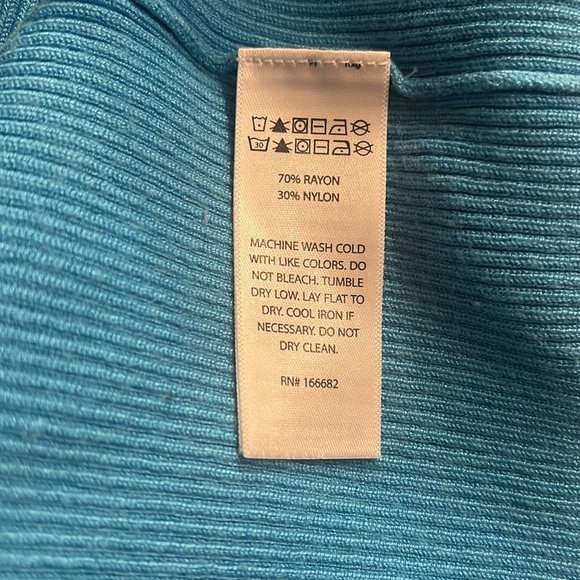 30
70% RAYON
30% NYLON
MACHINE WASH COLD
WITH LIKE COLORS. DO
NOT BLEACH. TUMBLE
DRY LOW. LAY FLAT TO
DRY. COOL IRON IF
NECESSARY. DO NOT
DRY CLEAN.
RN# 166682